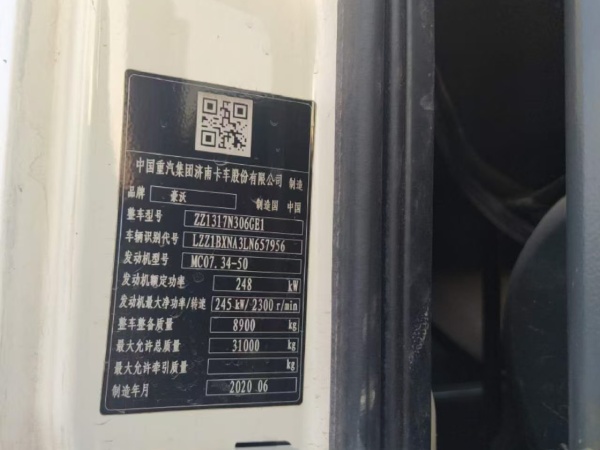 中国重汽集团济南卡车股份有限公司 制造
品牌 豪沃 制造国 中国
整车型号 ZZ1317N306GE1
车辆识别代号 LZZ1BXNA3LN657956
发动机型号 MC07.34-50
发动机额定功率 248 kW
发动机最大净功率/转速 245 kW/2300 r/min
整车整备质量 8900 kg
最大允许总质量 31000 kg
最大允许牵引质量 kg
制造年月 2020 06